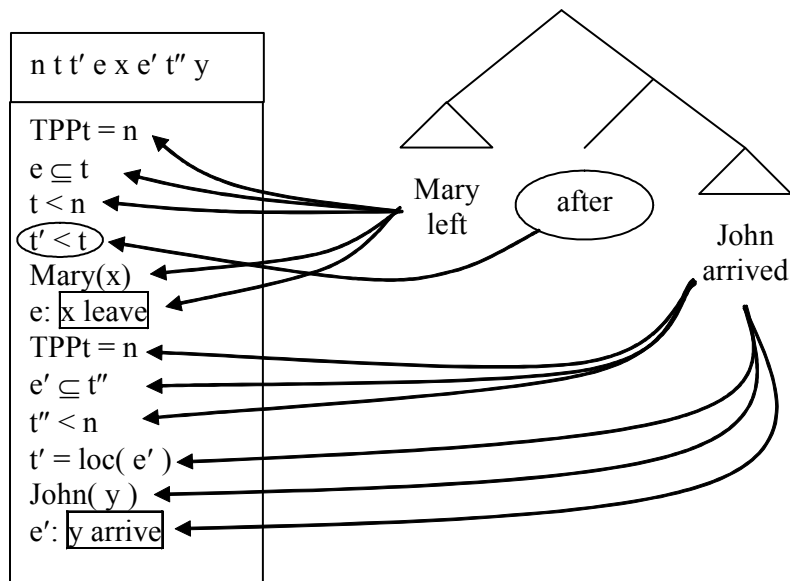 n t t′ e x e′ t″ y
TPPt = n
e ⊆ t
t < n
t′ < t
Mary(x)
e: x leave
TPPt = n
e′ ⊆ t″
t″ < n
t′ = loc( e′ )
John( y )
e′: y arrive
Mary
left
after
John
arrived